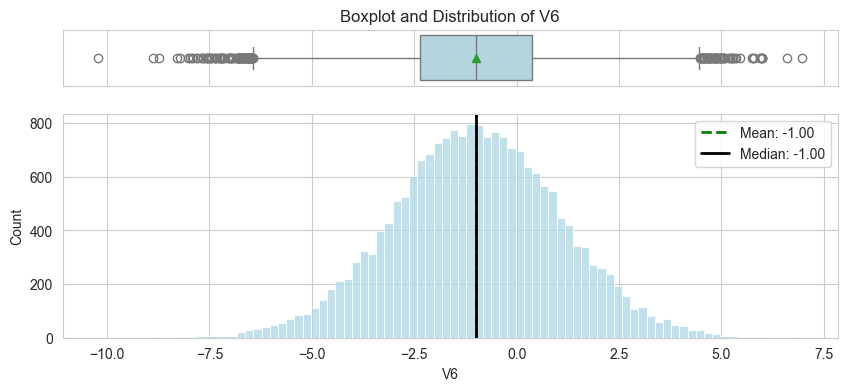 Boxplot and Distribution of V6
800
600
400
200
0
Count
Mean: -1.00
Median: -1.00
−10.0 −7.5 −5.0 −2.5 0.0 2.5 5.0 7.5
V6